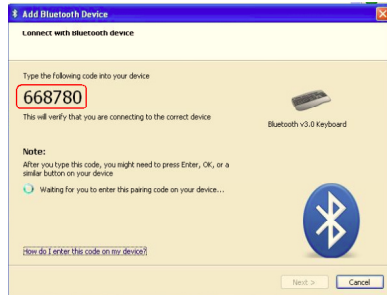 Add Bluetooth Device
Connect with Bluetooth device
Type the following code into your device
668780
This will verify that you are connecting to the correct device
Bluetooth v3.0 Keyboard
Note:
After you type this code, you might need to press Enter, OK, or a
similar button on your device
Waiting for you to enter this pairing code on your device...
How do I enter this code on my device?
Next >
Cancel